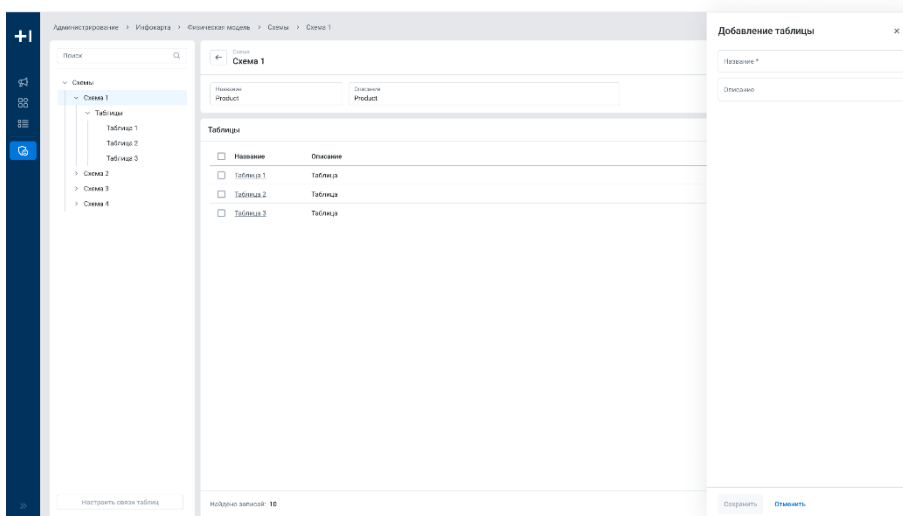 Администрирование > Инфокарта > Физическая модель > Схемы > Схема 1
Поиск
Схемы
Схема 1
Таблицы
Таблица 1
Таблица 2
Таблица 3
Схема 2
Схема 3
Схема 4
Настроить связи таблиц
Схема
Схема 1
Название
Product
Описание
Product
Таблицы
Название Описание
Таблица 1 Таблица
Таблица 2 Таблица
Таблица 3 Таблица
Найдено записей: 10
Добавление таблицы
Название *
Описание
Сохранить Отменить